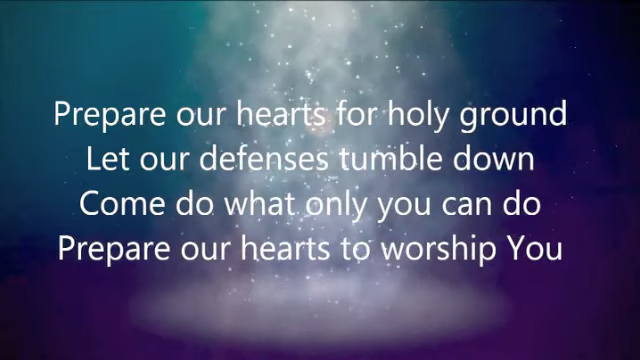 Prepare our hearts for holy ground
Let our defenses tumble down
Come do what only you can do
Prepare our hearts to worship You